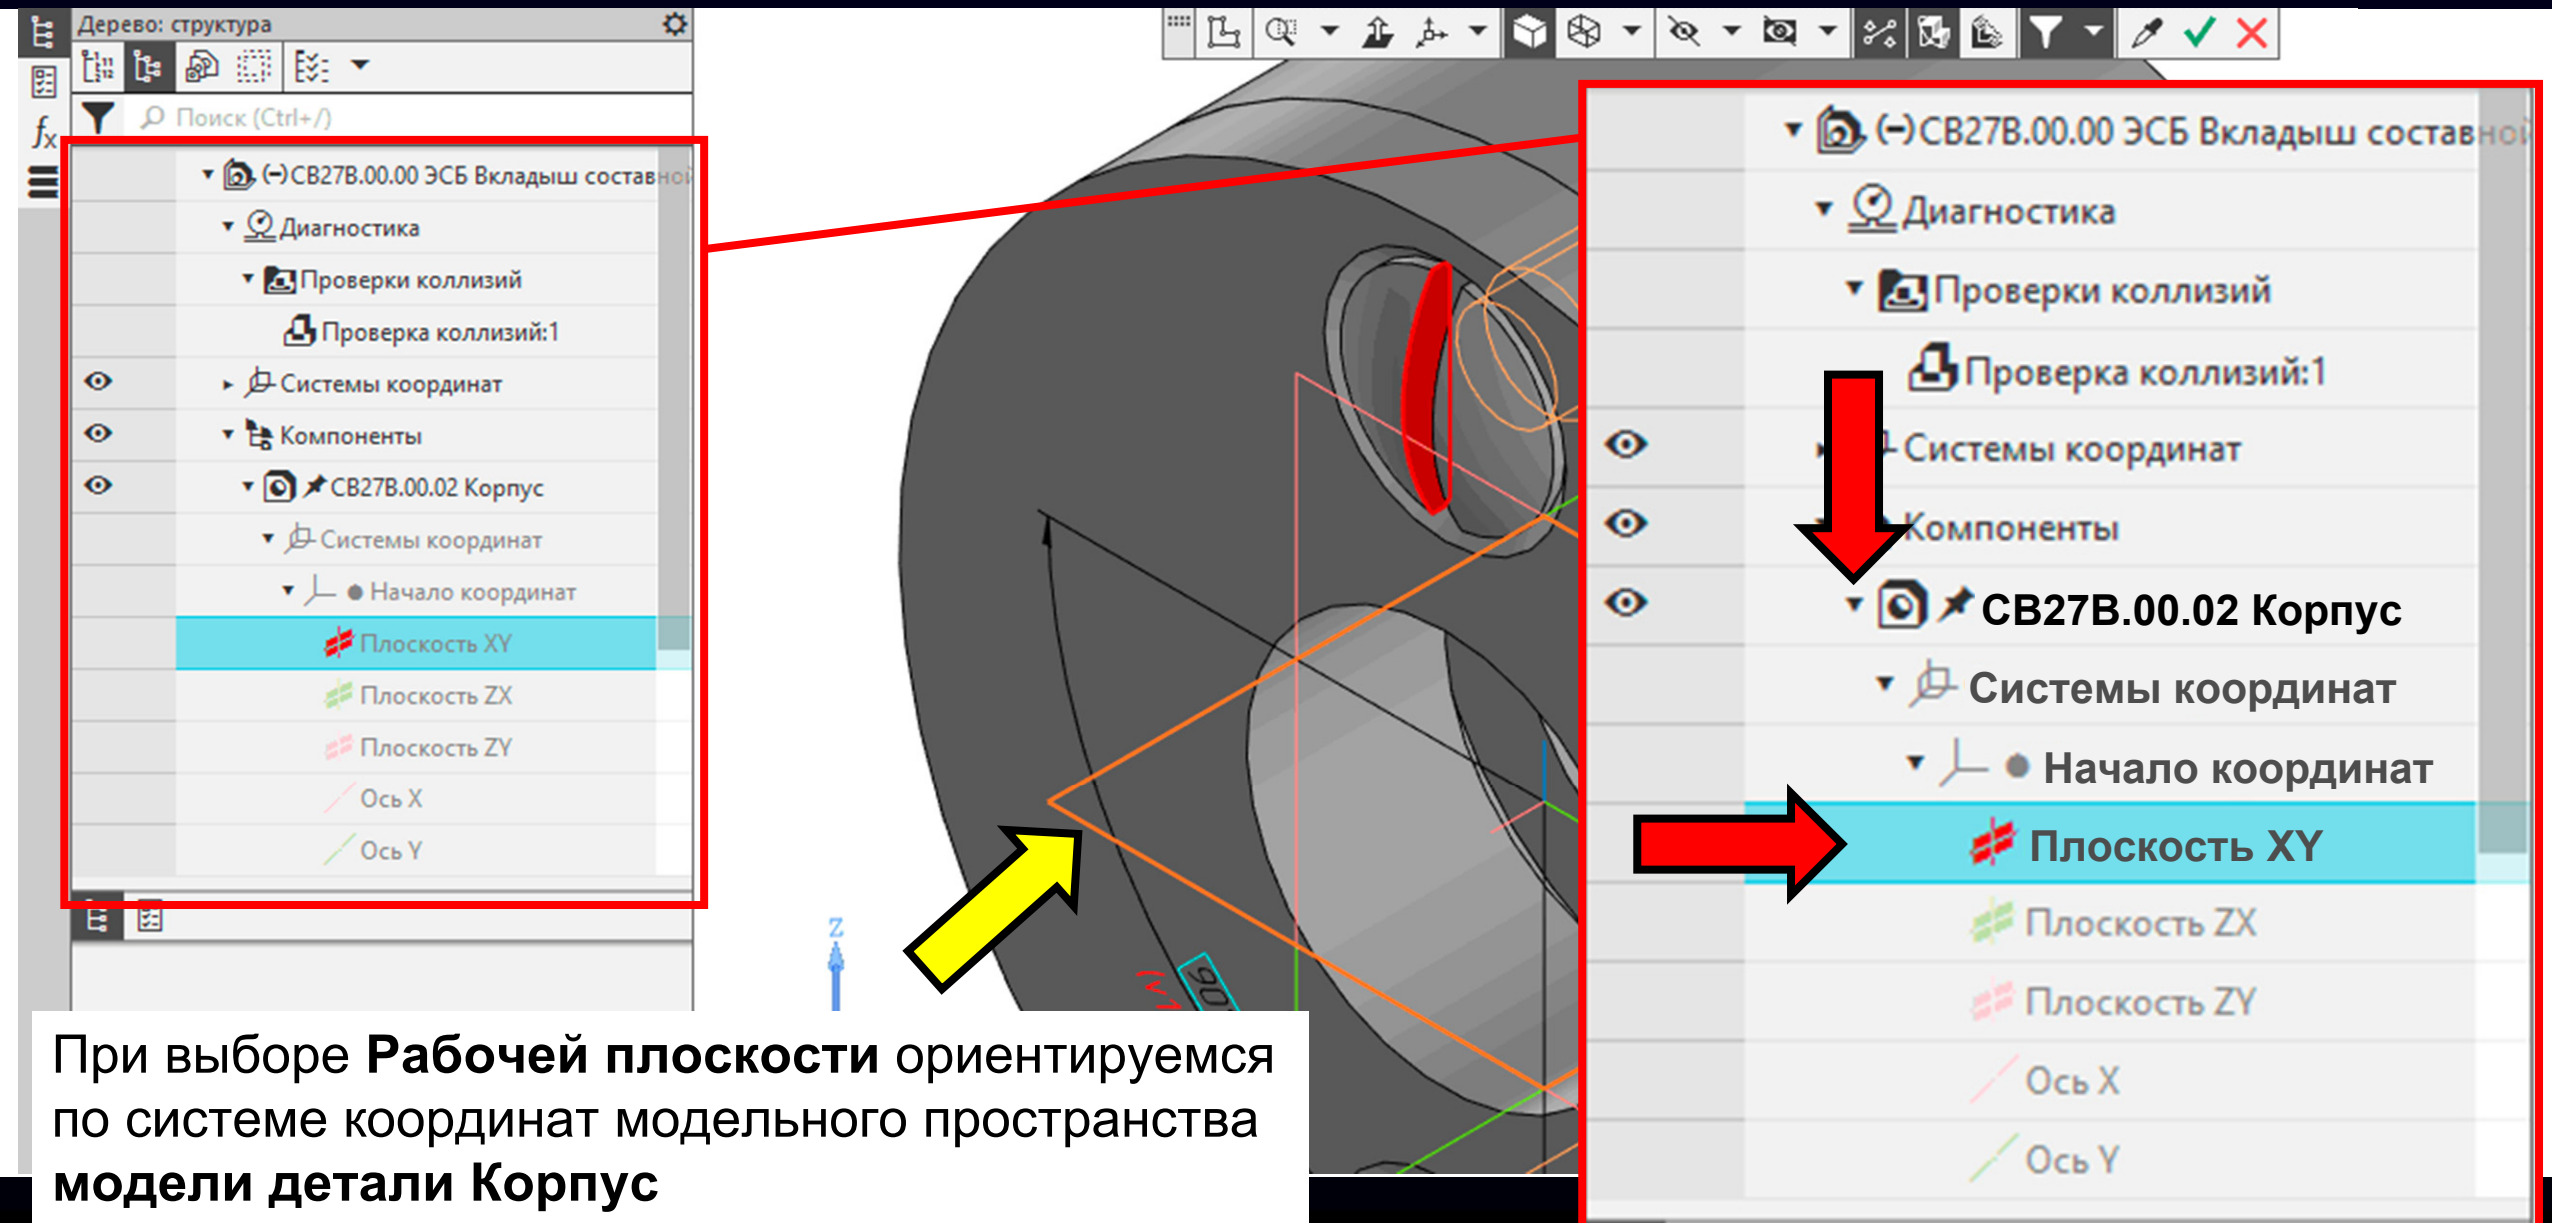 Дерево: структура
Поиск (Ctrl+/)
(-)СВ27В.00.00 ЭСБ Вкладыш составной
Диагностика
Проверки коллизий
Проверка коллизий:1
Системы координат
Компоненты
СВ27В.00.02 Корпус
Системы координат
Начало координат
Плоскость XY
Плоскость ZX
Плоскость ZY
Ось X
Ось Y
Z
90°
(-)СВ27В.00.00 ЭСБ Вкладыш составной
Диагностика
Проверки коллизий
Проверка коллизий:1
Системы координат
Компоненты
СВ27В.00.02 Корпус
Системы координат
Начало координат
Плоскость XY
Плоскость ZX
Плоскость ZY
Ось X
Ось Y
При выборе Рабочей плоскости ориентируемся
по системе координат модельного пространства
модели детали Корпус